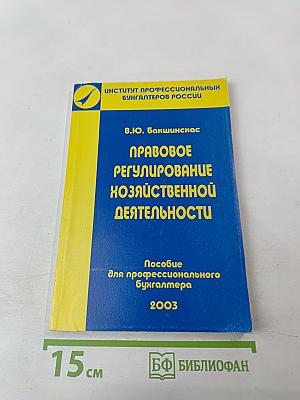 ИНСТИТУТ ПРОФЕССИОНАЛЬНЫХ
БУХГАЛТЕРОВ РОССИИ
В.Ю. Бакшинскас
ПРАВОВОЕ
РЕГУЛИРОВАНИЕ
ХОЗЯЙСТВЕННОЙ
ДЕЯТЕЛЬНОСТИ
Пособие
для профессионального
бухгалтера
2003
15 см
БФ БИБЛИОФАН